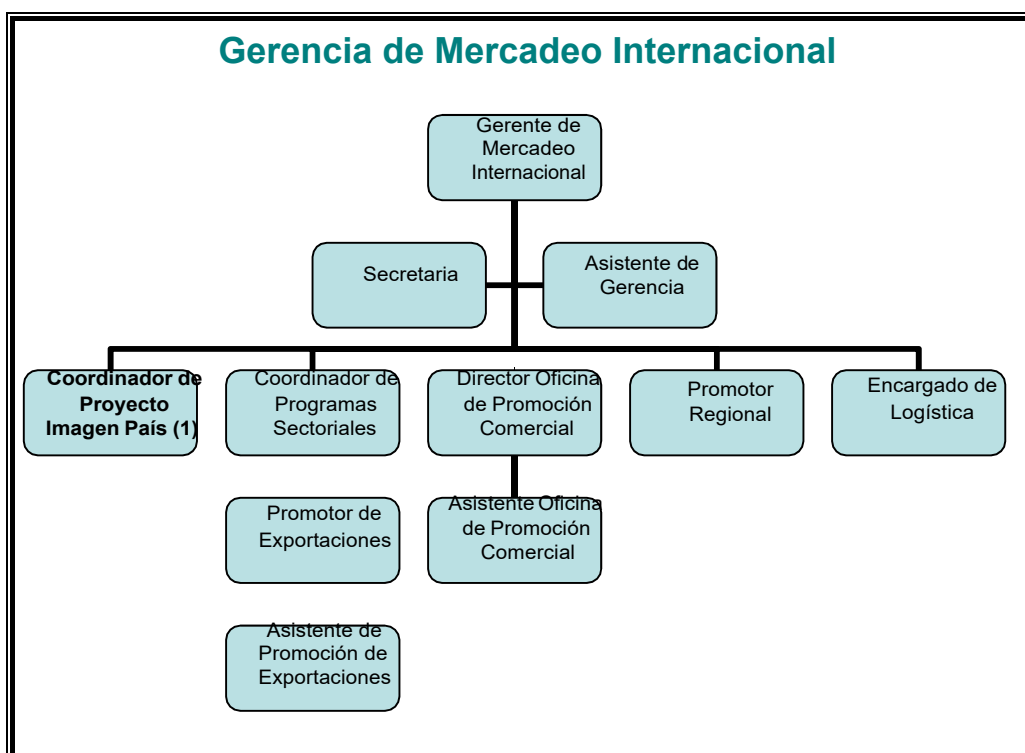 Gerencia de Mercadeo Internacional
Gerente de
Mercadeo
Internacional
Secretaria
Asistente de
Gerencia
Coordinador de
Proyecto
Imagen País (1)
Coordinador de
Programas
Sectoriales
Director Oficina
de Promoción
Comercial
Promotor
Regional
Encargado de
Logística
Promotor de
Exportaciones
Asistente Oficina
de Promoción
Comercial
Asistente de
Promoción de
Exportaciones